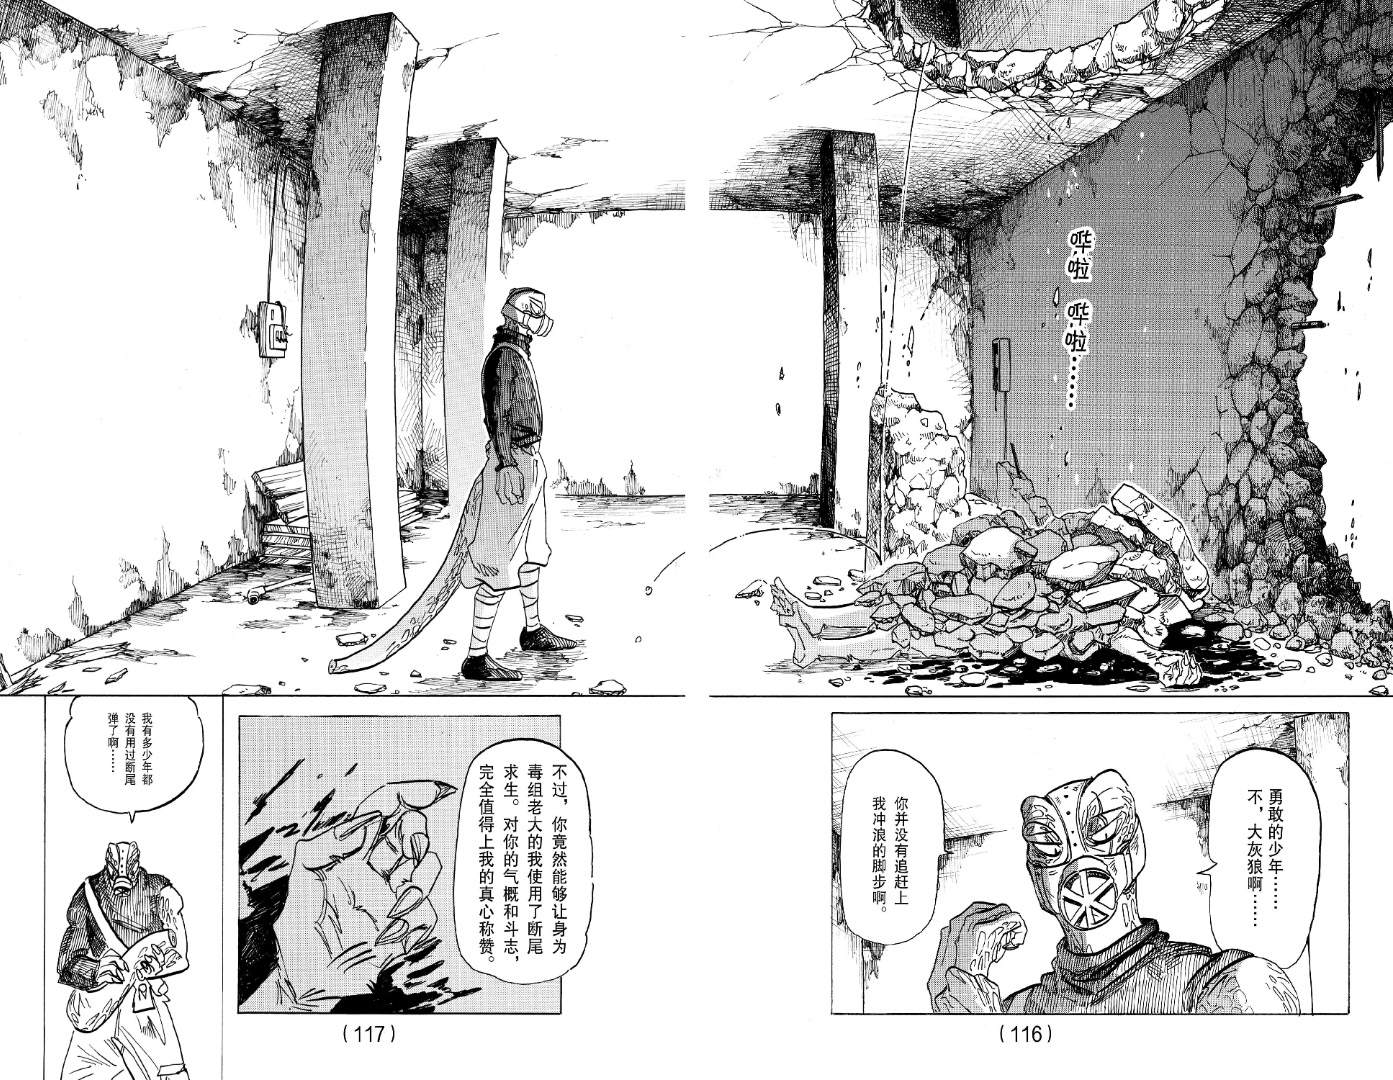 哗啦
哗啦……
勇敢的少年……
不，大灰狼啊……
你并没有追赶上
我冲浪的脚步啊。
(116)
不过，你竟然能够让身为
毒组老大的我使用了断尾
求生。对你的气概和斗志，
完全值得上我的真心称赞。
我有多少年都
没有用过断尾
弹了啊……
(117)